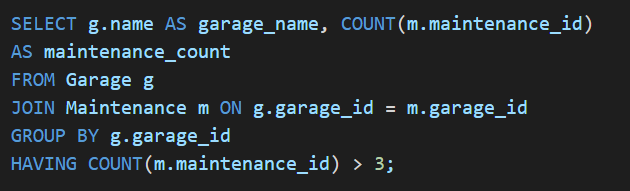 SELECT g.name AS garage_name, COUNT(m.maintenance_id)
AS maintenance_count
FROM Garage g
JOIN Maintenance m ON g.garage_id = m.garage_id
GROUP BY g.garage_id
HAVING COUNT(m.maintenance_id) > 3;